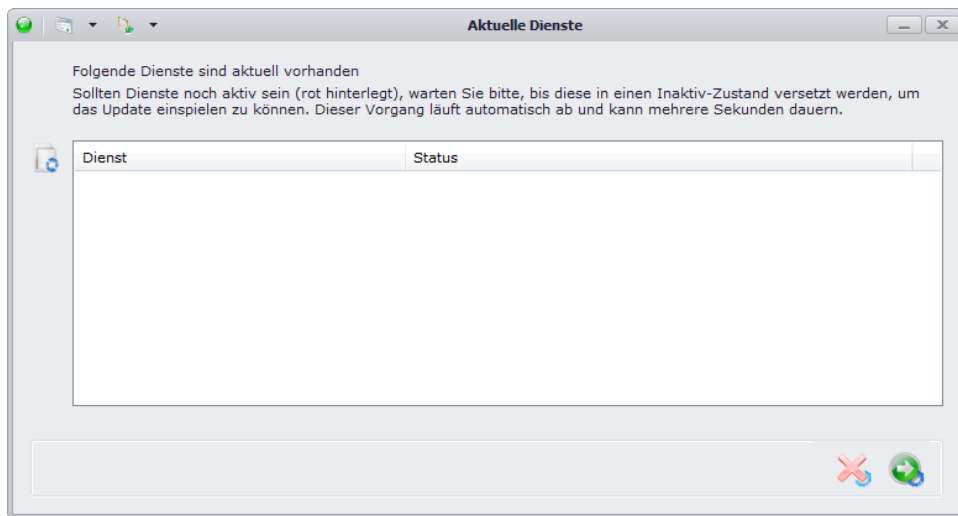 Aktuelle Dienste
Folgende Dienste sind aktuell vorhanden
Sollten Dienste noch aktiv sein (rot hinterlegt), warten Sie bitte, bis diese in einen Inaktiv-Zustand versetzt werden, um
das Update einspielen zu können. Dieser Vorgang läuft automatisch ab und kann mehrere Sekunden dauern.
Dienst Status